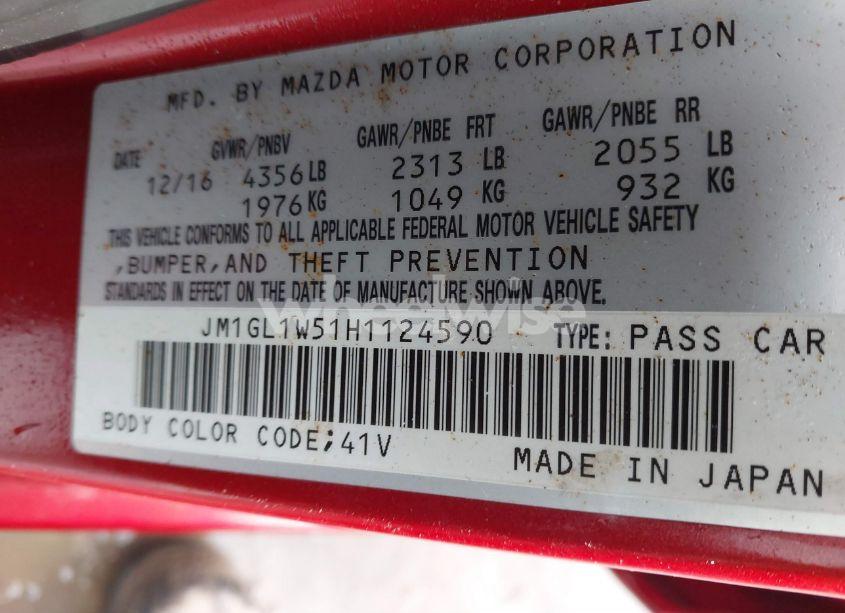 MFD. BY MAZDA MOTOR CORPORATION
DATE GVWR/PNBV GAWR/PNBE FRT GAWR/PNBE RR
12/16 4356 LB 2313 LB 2055 LB
1976 KG 1049 KG 932 KG
THIS VEHICLE CONFORMS TO ALL APPLICABLE FEDERAL MOTOR VEHICLE SAFETY
,BUMPER,AND THEFT PREVENTION
STANDARDS IN EFFECT ON THE DATE OF MANUFACTURE SHOWN ABOVE.
wheelwise
JM1GL1W51H1124590 TYPE: PASS CAR
BODY COLOR CODE;41V
MADE IN JAPAN